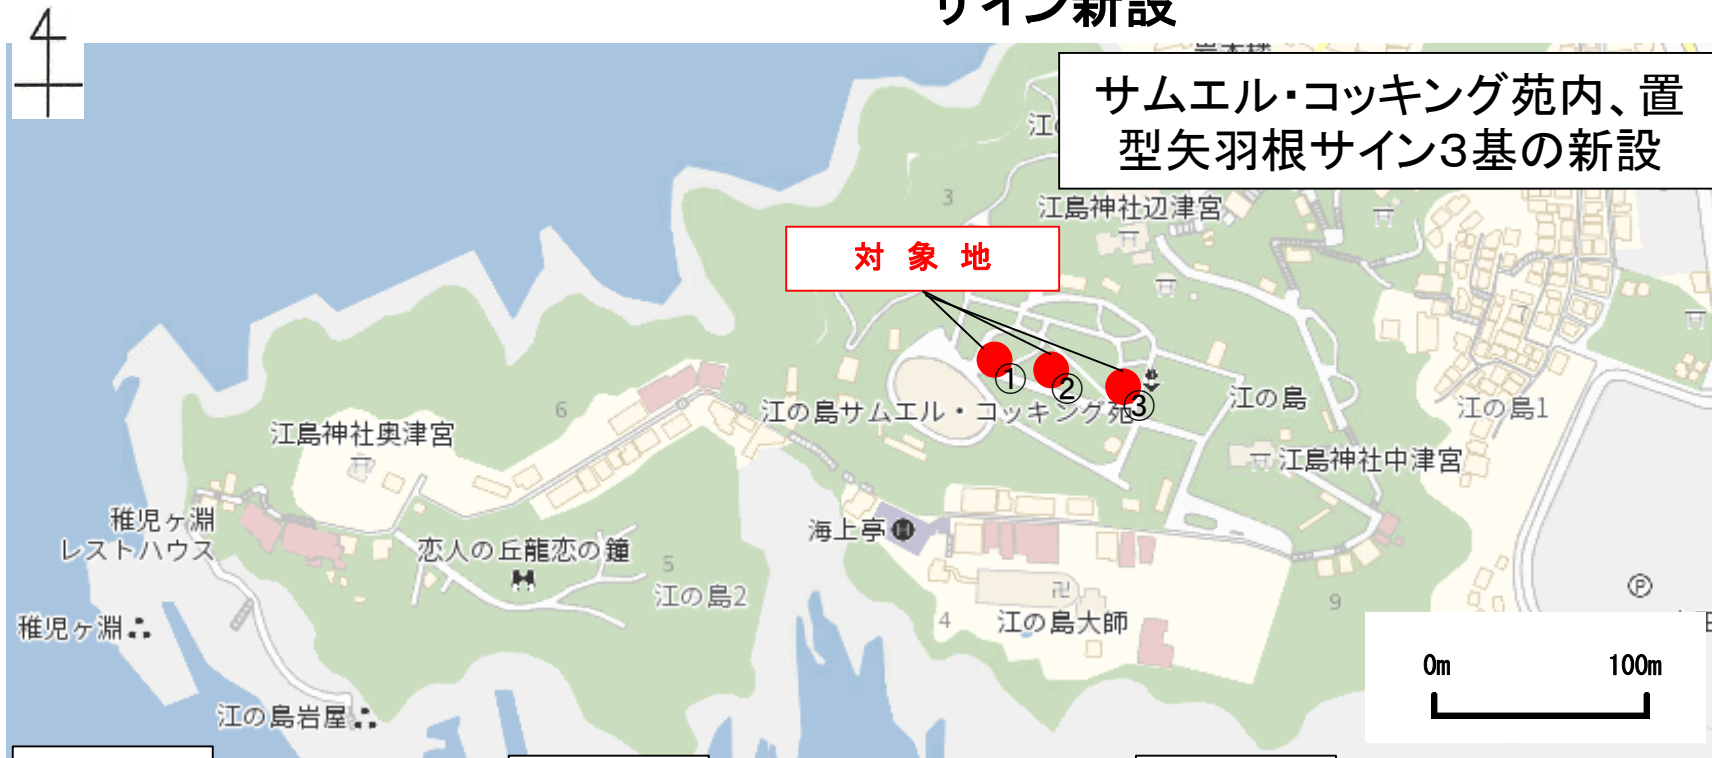 サイン新設
サムエル・コッキング苑内、置
型矢羽根サイン3基の新設
3
江島神社辺津宮
対象地
7
①
②
③
江の島サムエル・コッキング苑
江の島
江の島1
6
江島神社奥津宮
江島神社中津宮
稚児ヶ淵
レストハウス
海上亭
恋人の丘龍恋の鐘
5
江の島2
P
稚児ヶ淵
4
江の島大師
9
0m 100m
江の島岩屋